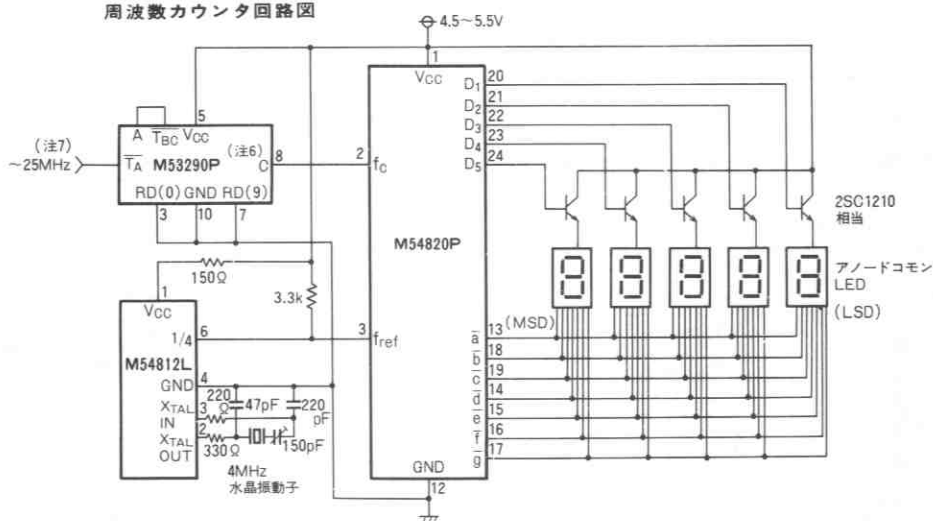 周波数カウンタ回路図
4.5～5.5V
1
VCC
20
D1
21
D2
22
D3
23
D4
24
D5
5
A T̅B̅C̅ VCC
(注7)
～25MHz
T̅A̅ M53290P
(注6)
C
8
2
fC
RD(0) GND RD(9)
3 10 7
M54820P
2SC1210
相当
アノードコモン
LED
(LSD)
(MSD)
150Ω
3.3k
1
VCC
1/4
6
3
fref
M54812L
GND
4
XTAL
IN
3
220
Ω
47pF
220
pF
XTAL
OUT
2
330Ω
150pF
4MHz
水晶振動子
a̅ 13
b̅ 18
c̅ 19
d̅ 14
e̅ 15
f̅ 16
g̅ 17
GND
12